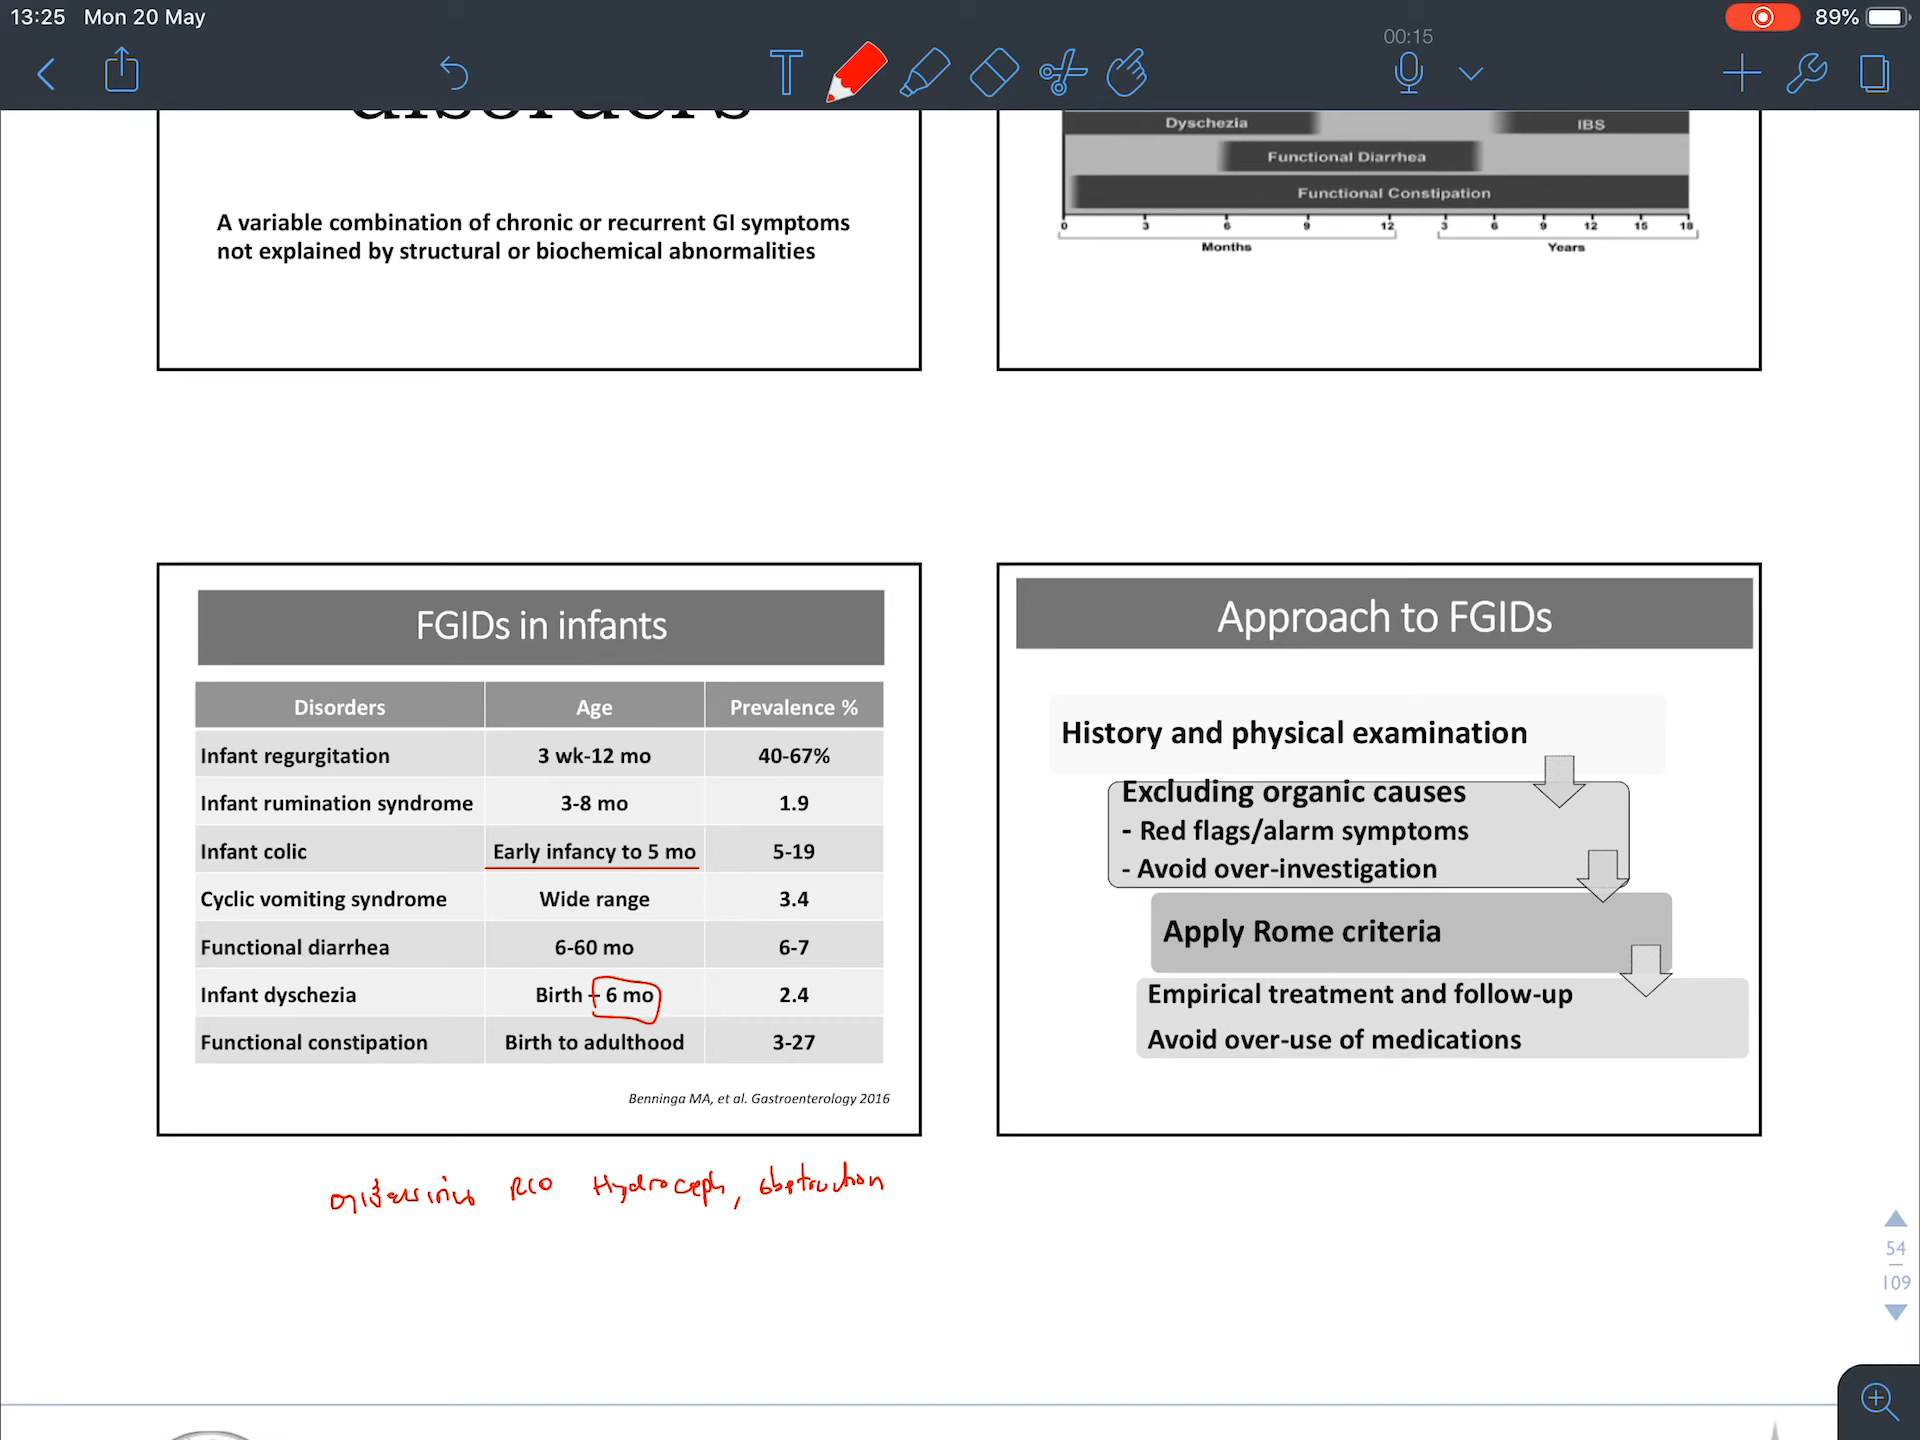 13:25 Mon 20 May
89%
00:15
disorders
A variable combination of chronic or recurrent GI symptoms
not explained by structural or biochemical abnormalities
Dyschezia IBS
Functional Diarrhea
Functional Constipation
0 3 6 9 12 3 6 9 12 15 18
Months Years
FGIDs in infants
Disorders Age Prevalence %
Infant regurgitation 3 wk-12 mo 40-67%
Infant rumination syndrome 3-8 mo 1.9
Infant colic Early infancy to 5 mo 5-19
Cyclic vomiting syndrome Wide range 3.4
Functional diarrhea 6-60 mo 6-7
Infant dyschezia Birth – 6 mo 2.4
Functional constipation Birth to adulthood 3-27
Benninga MA, et al. Gastroenterology 2016
Approach to FGIDs
History and physical examination
Excluding organic causes
- Red flags/alarm symptoms
- Avoid over-investigation
Apply Rome criteria
Empirical treatment and follow-up
Avoid over-use of medications
Hydroceph, obstruction
54
109